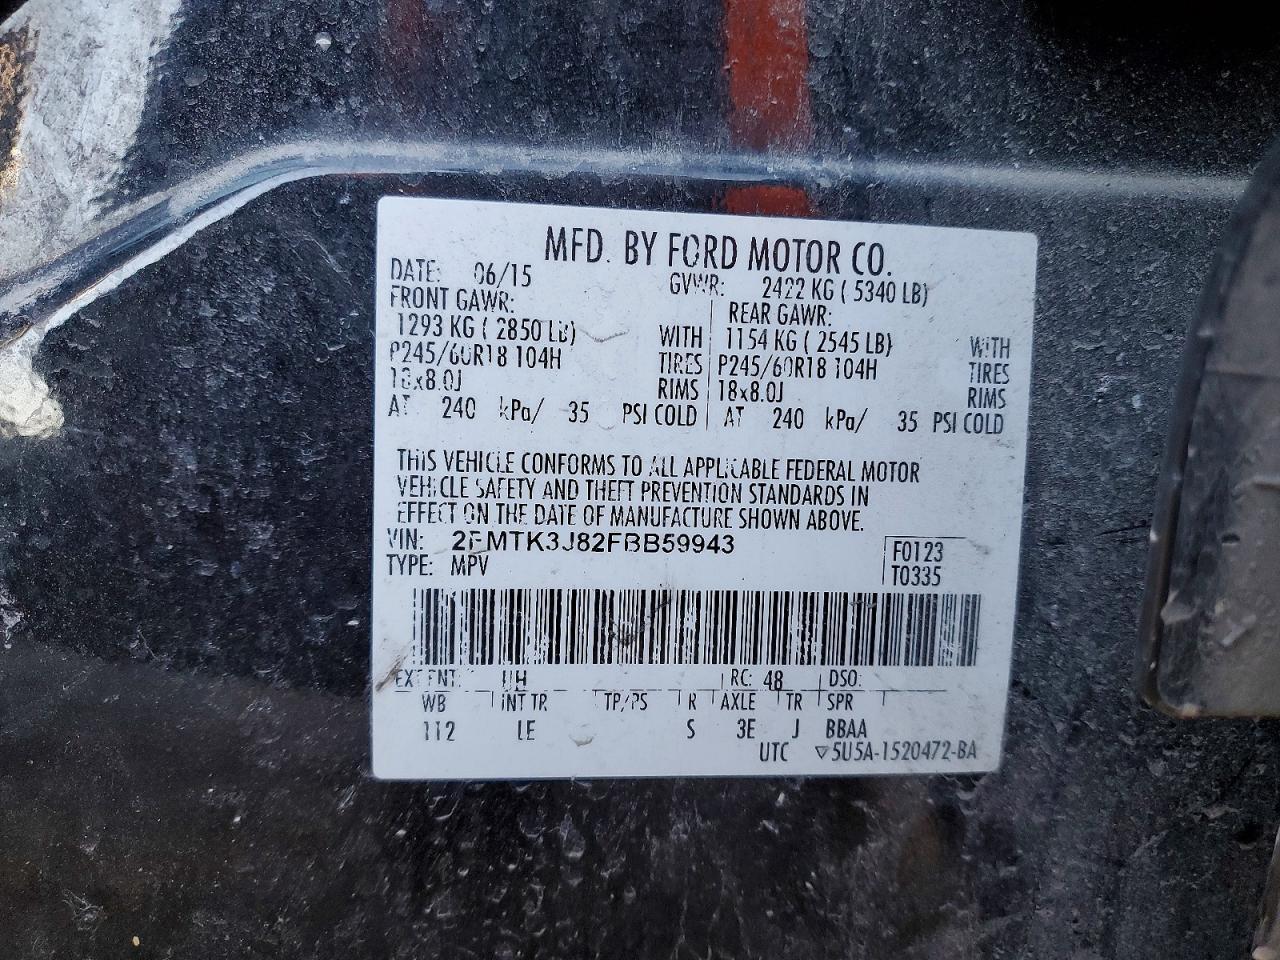 MFD. BY FORD MOTOR CO.
DATE: 06/15 GVWR: 2422 KG ( 5340 LB)
FRONT GAWR: REAR GAWR:
1293 KG ( 2850 LB) WITH 1154 KG ( 2545 LB) WITH
P245/60R18 104H TIRES P245/60R18 104H TIRES
18x8.0J RIMS 18x8.0J RIMS
AT 240 kPa/ 35 PSI COLD AT 240 kPa/ 35 PSI COLD
THIS VEHICLE CONFORMS TO ALL APPLICABLE FEDERAL MOTOR
VEHICLE SAFETY AND THEFT PREVENTION STANDARDS IN
EFFECT ON THE DATE OF MANUFACTURE SHOWN ABOVE.
VIN: 2FMTK3J82FBB59943 F0123
TYPE: MPV T0335
EXT PNT: UH RC: 48 DSO:
WB INT TR TP/PS R AXLE TR SPR
112 LE S 3E J BBAA
UTC ▽5U5A-1520472-BA